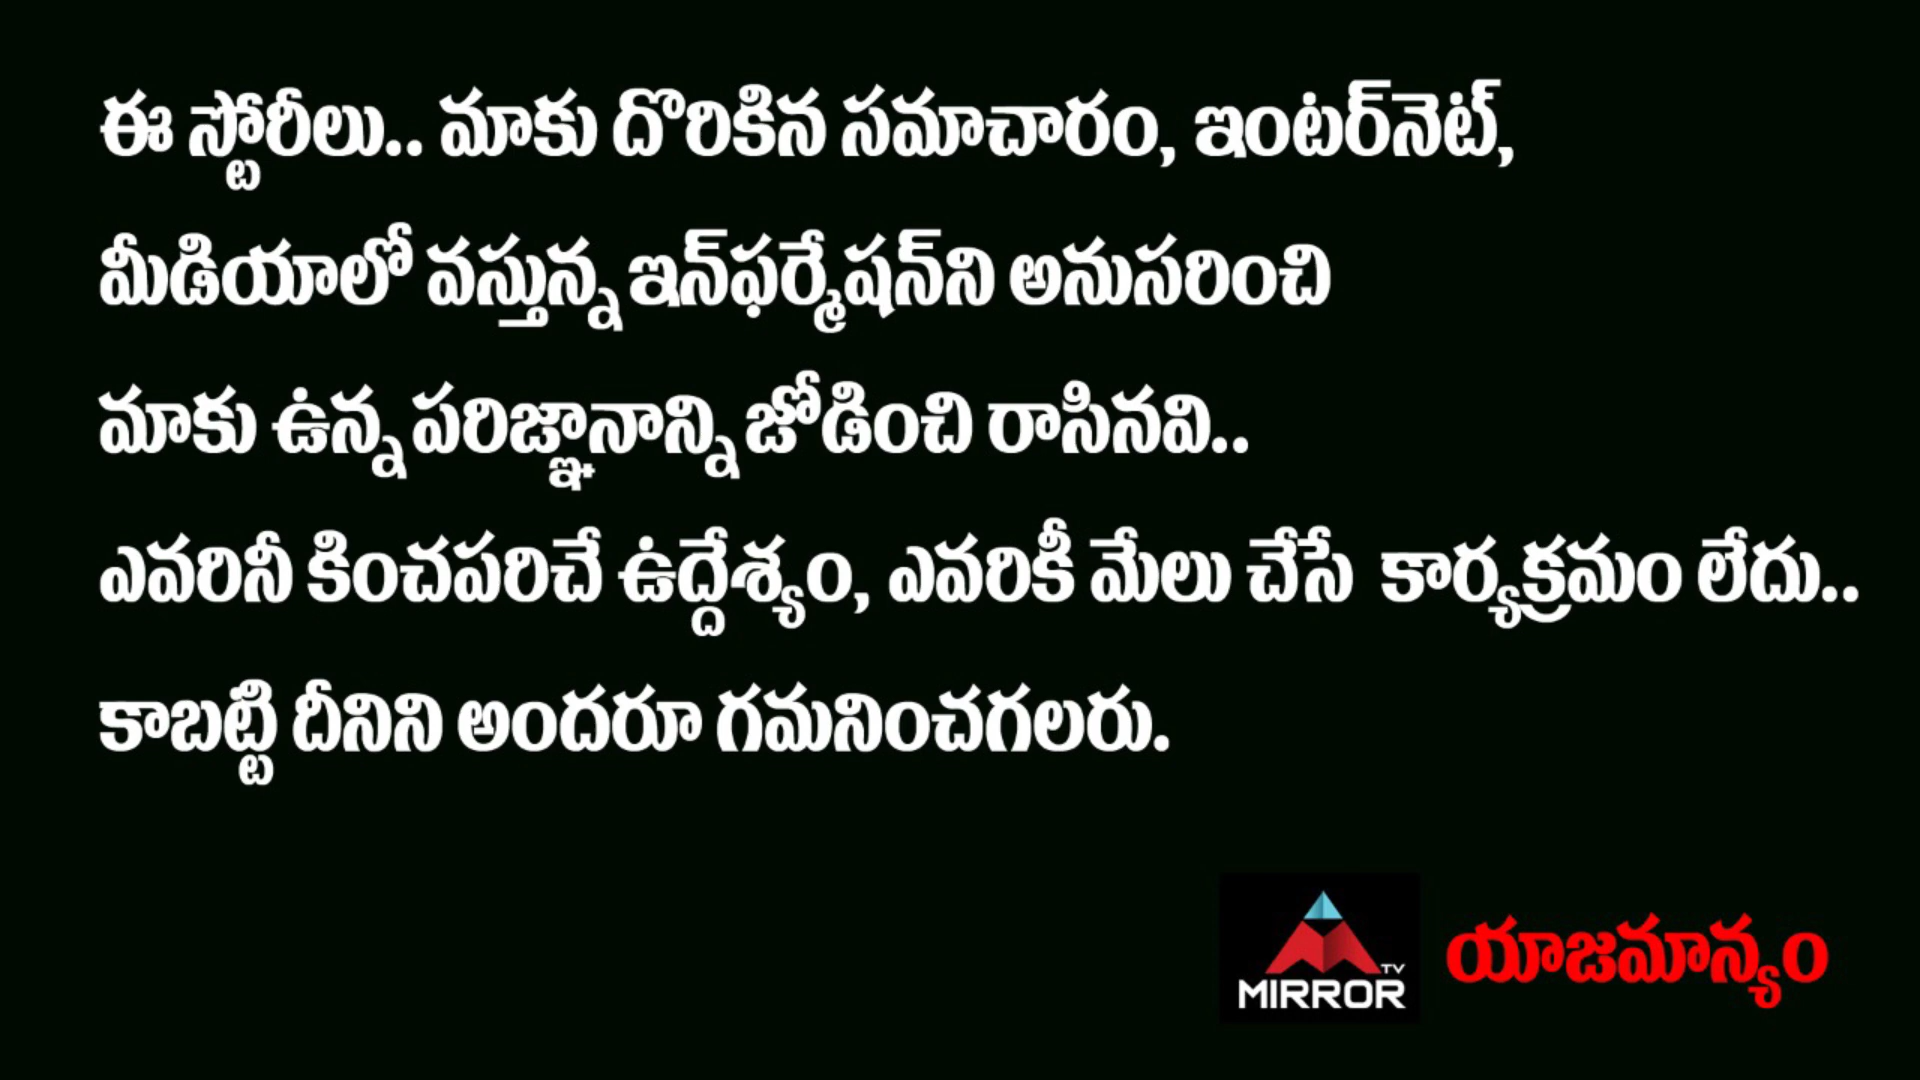 ఈ స్టోరీలు.. మాకు దొరికిన సమాచారం, ఇంటర్‌నెట్,
మీడియాలో వస్తున్న ఇన్‌ఫర్మేషన్‌ని అనుసరించి
మాకు ఉన్న పరిజ్ఞానాన్ని జోడించి రాసినవి..
ఎవరినీ కించపరిచే ఉద్దేశ్యం, ఎవరికీ మేలు చేసే కార్యక్రమం లేదు..
కాబట్టి దీనిని అందరూ గమనించగలరు.
TV
MIRROR
యాజమాన్యం